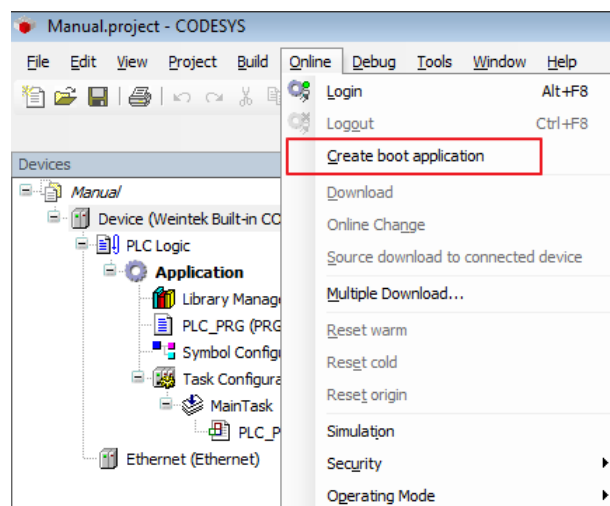 Manual.project - CODESYS
File Edit View Project Build Online Debug Tools Window Help
Login Alt+F8
Logout Ctrl+F8
Create boot application
Devices
Manual
Download
Device (Weintek Built-in CO
Online Change
PLC Logic
Source download to connected device
Application
Multiple Download...
Library Manag
PLC_PRG (PRG
Reset warm
Symbol Config
Reset cold
Task Configura
Reset origin
MainTask
PLC_P
Simulation
Ethernet (Ethernet)
Security
Operating Mode